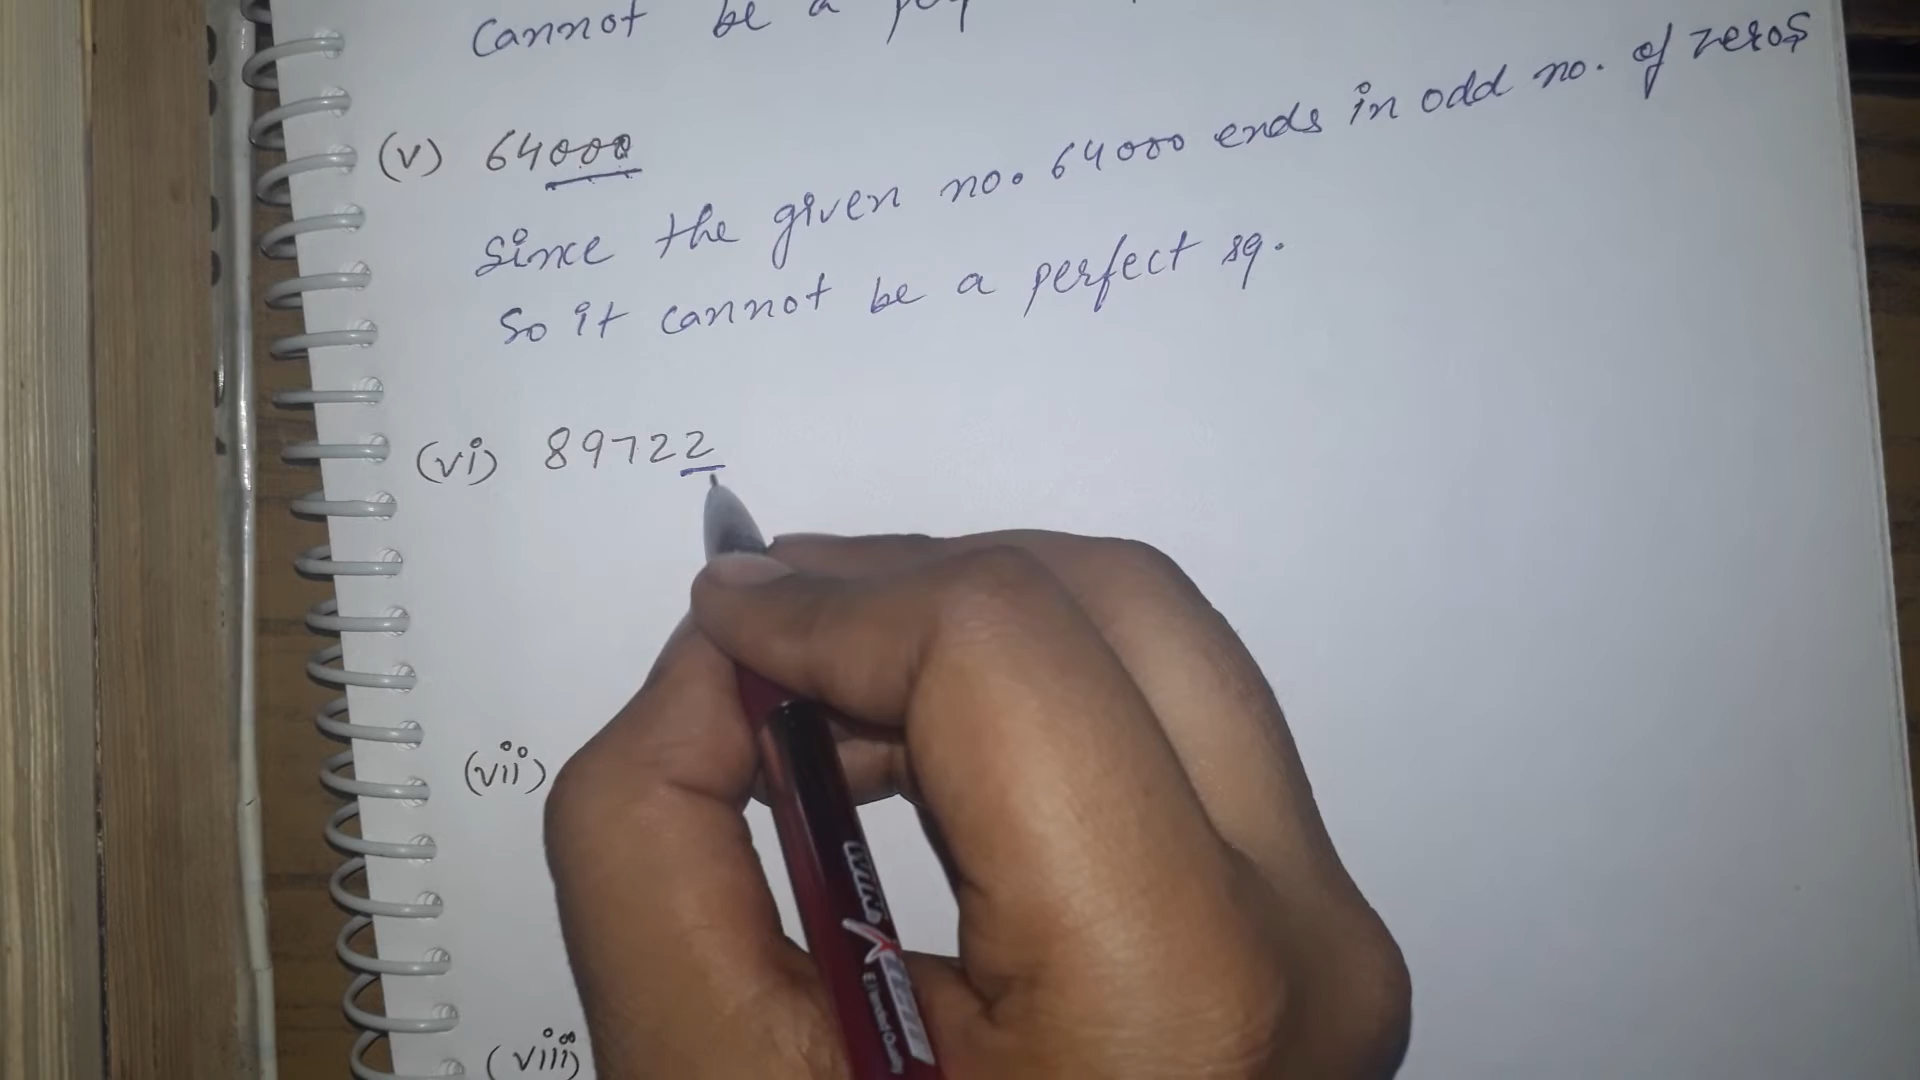 cannot be a
(v) 64000
Since the given no. 64000 ends in odd no. of zeros
So it cannot be a perfect sq.
(vi) 89722
(vii)
(viii)
WIN